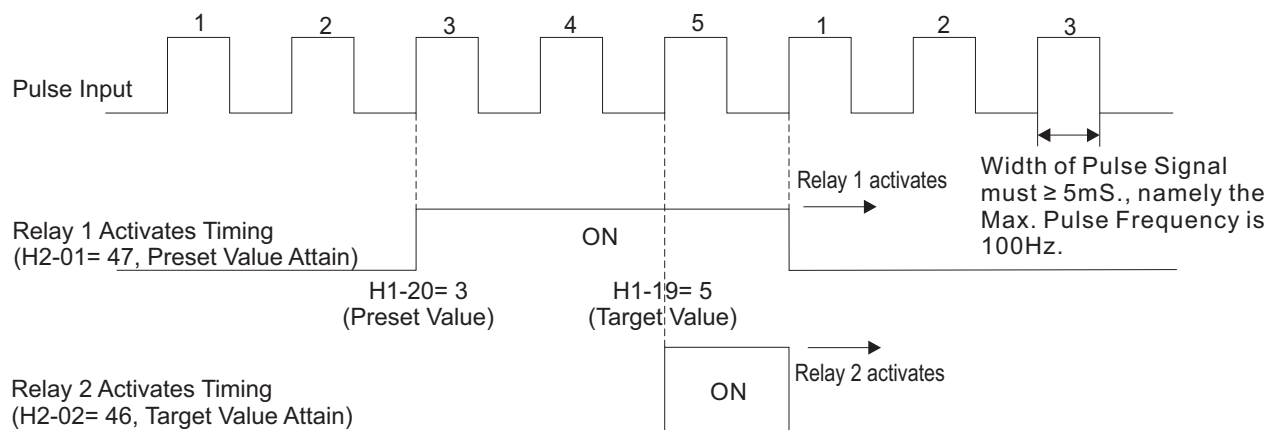 1 2 3 4 5 1 2 3
Pulse Input
Width of Pulse Signal
must ≥ 5mS., namely the
Max. Pulse Frequency is
100Hz.
Relay 1 activates
Relay 1 Activates Timing
(H2-01= 47, Preset Value Attain)
ON
H1-20= 3
(Preset Value)
H1-19= 5
(Target Value)
Relay 2 activates
Relay 2 Activates Timing
(H2-02= 46, Target Value Attain)
ON